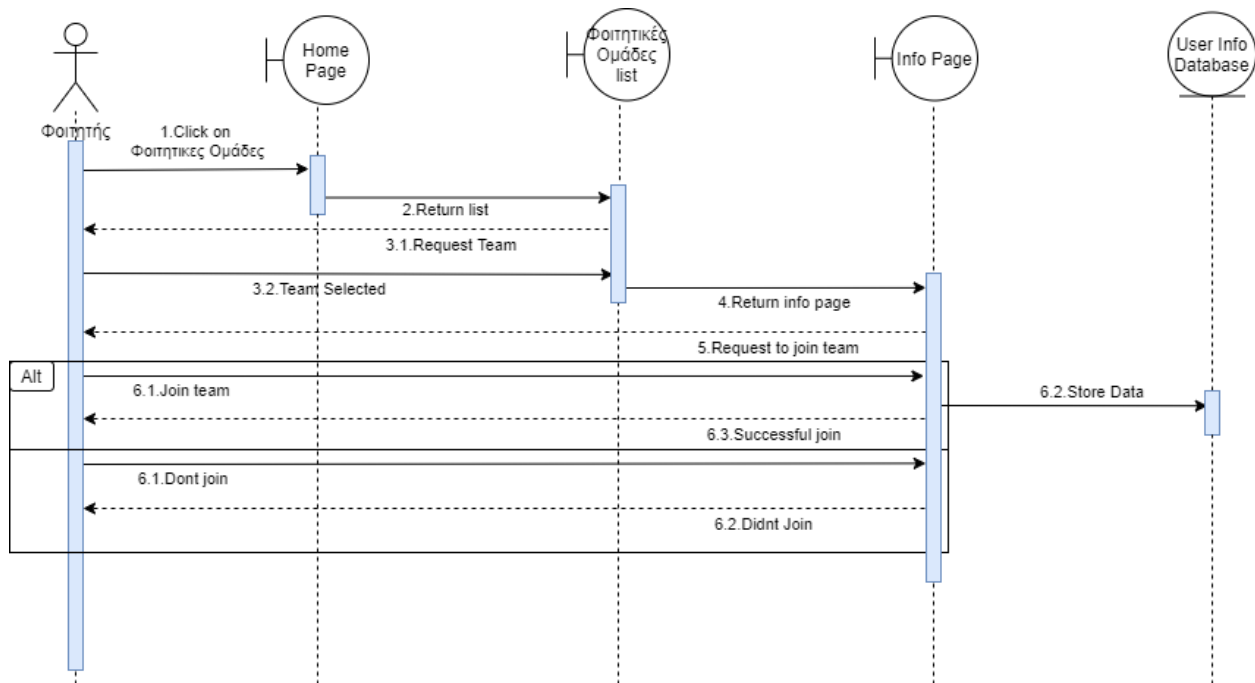 Φοιτητής
Home
Page
Φοιτητικές
Ομάδες
list
Info Page
User Info
Database
1.Click on
Φοιτητικες Ομάδες
2.Return list
3.1.Request Team
3.2.Team Selected
4.Return info page
5.Request to join team
Alt
6.1.Join team
6.2.Store Data
6.3.Successful join
6.1.Dont join
6.2.Didnt Join